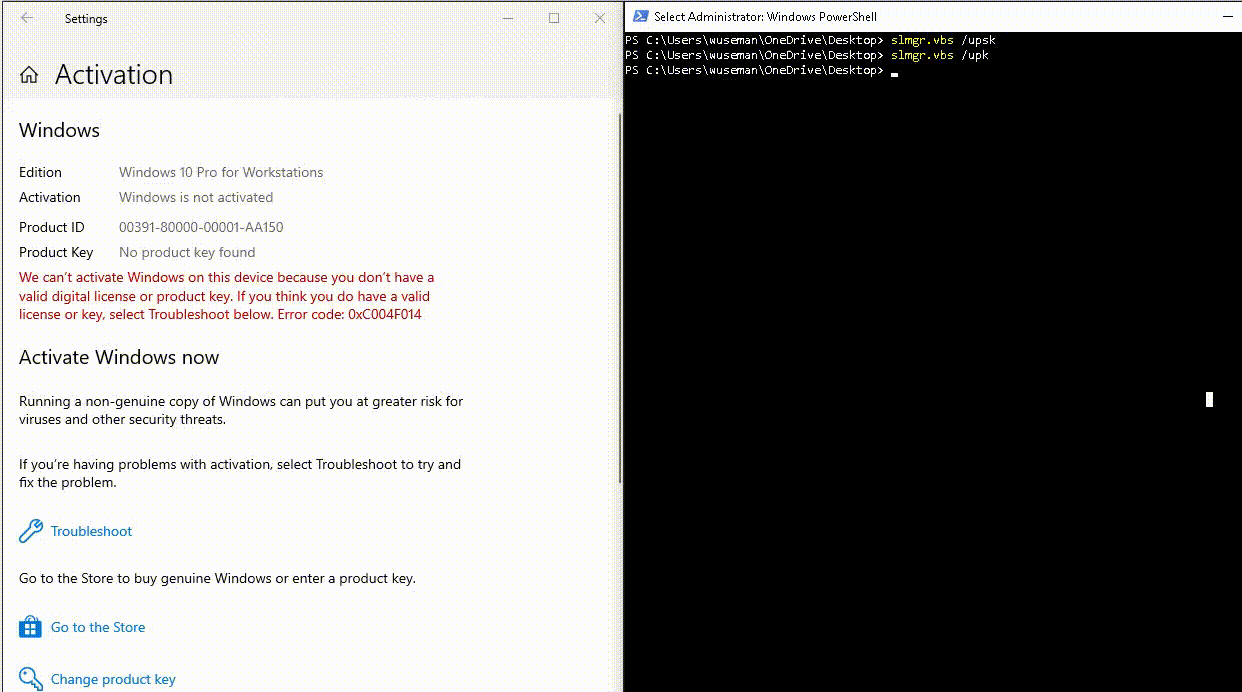 Settings
Activation
Windows
Edition Windows 10 Pro for Workstations
Activation Windows is not activated
Product ID 00391-80000-00001-AA150
Product Key No product key found
We can't activate Windows on this device because you don't have a
valid digital license or product key. If you think you do have a valid
license or key, select Troubleshoot below. Error code: 0xC004F014
Activate Windows now
Running a non-genuine copy of Windows can put you at greater risk for
viruses and other security threats.
If you're having problems with activation, select Troubleshoot to try and
fix the problem.
Troubleshoot
Go to the Store to buy genuine Windows or enter a product key.
Go to the Store
Change product key
Select Administrator: Windows PowerShell
PS C:\Users\wuseman\OneDrive\Desktop> slmgr.vbs /upsk
PS C:\Users\wuseman\OneDrive\Desktop> slmgr.vbs /upk
PS C:\Users\wuseman\OneDrive\Desktop>